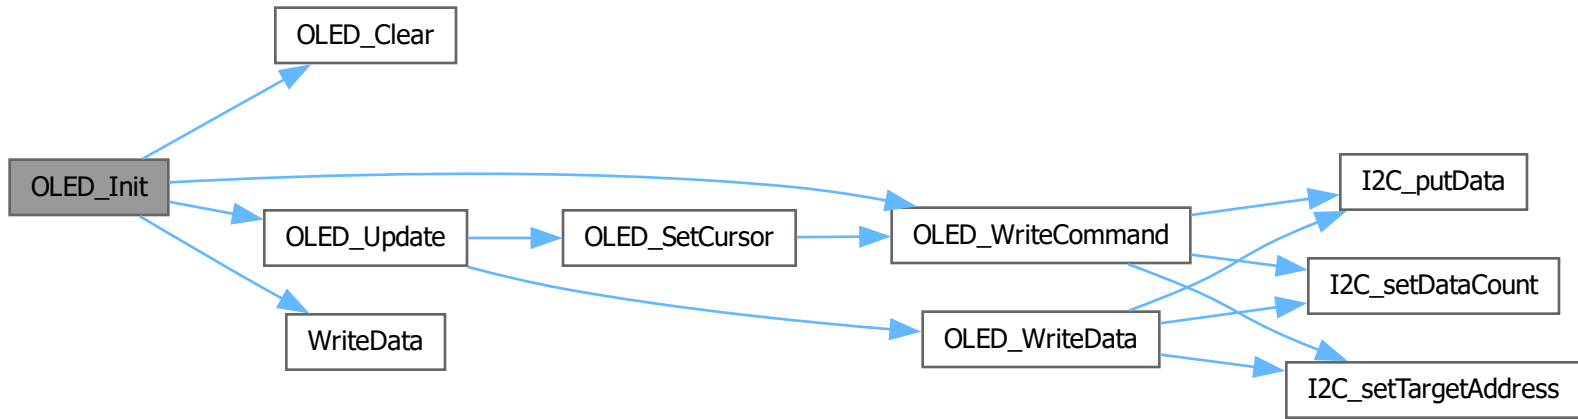 OLED_Clear
OLED_Init
OLED_Update
WriteData
OLED_SetCursor
OLED_WriteCommand
OLED_WriteData
I2C_putData
I2C_setDataCount
I2C_setTargetAddress